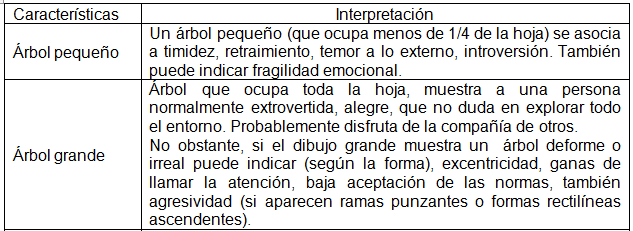 Características Interpretación
Árbol pequeño
Un árbol pequeño (que ocupa menos de 1/4 de la hoja) se asocia
a timidez, retraimiento, temor a lo externo, introversión. También
puede indicar fragilidad emocional.
Árbol grande
Árbol que ocupa toda la hoja, muestra a una persona
normalmente extrovertida, alegre, que no duda en explorar todo
el entorno. Probablemente disfruta de la compañía de otros.
No obstante, si el dibujo grande muestra un árbol deforme o
irreal puede indicar (según la forma), excentricidad, ganas de
llamar la atención, baja aceptación de las normas, también
agresividad (si aparecen ramas punzantes o formas rectilíneas
ascendentes).